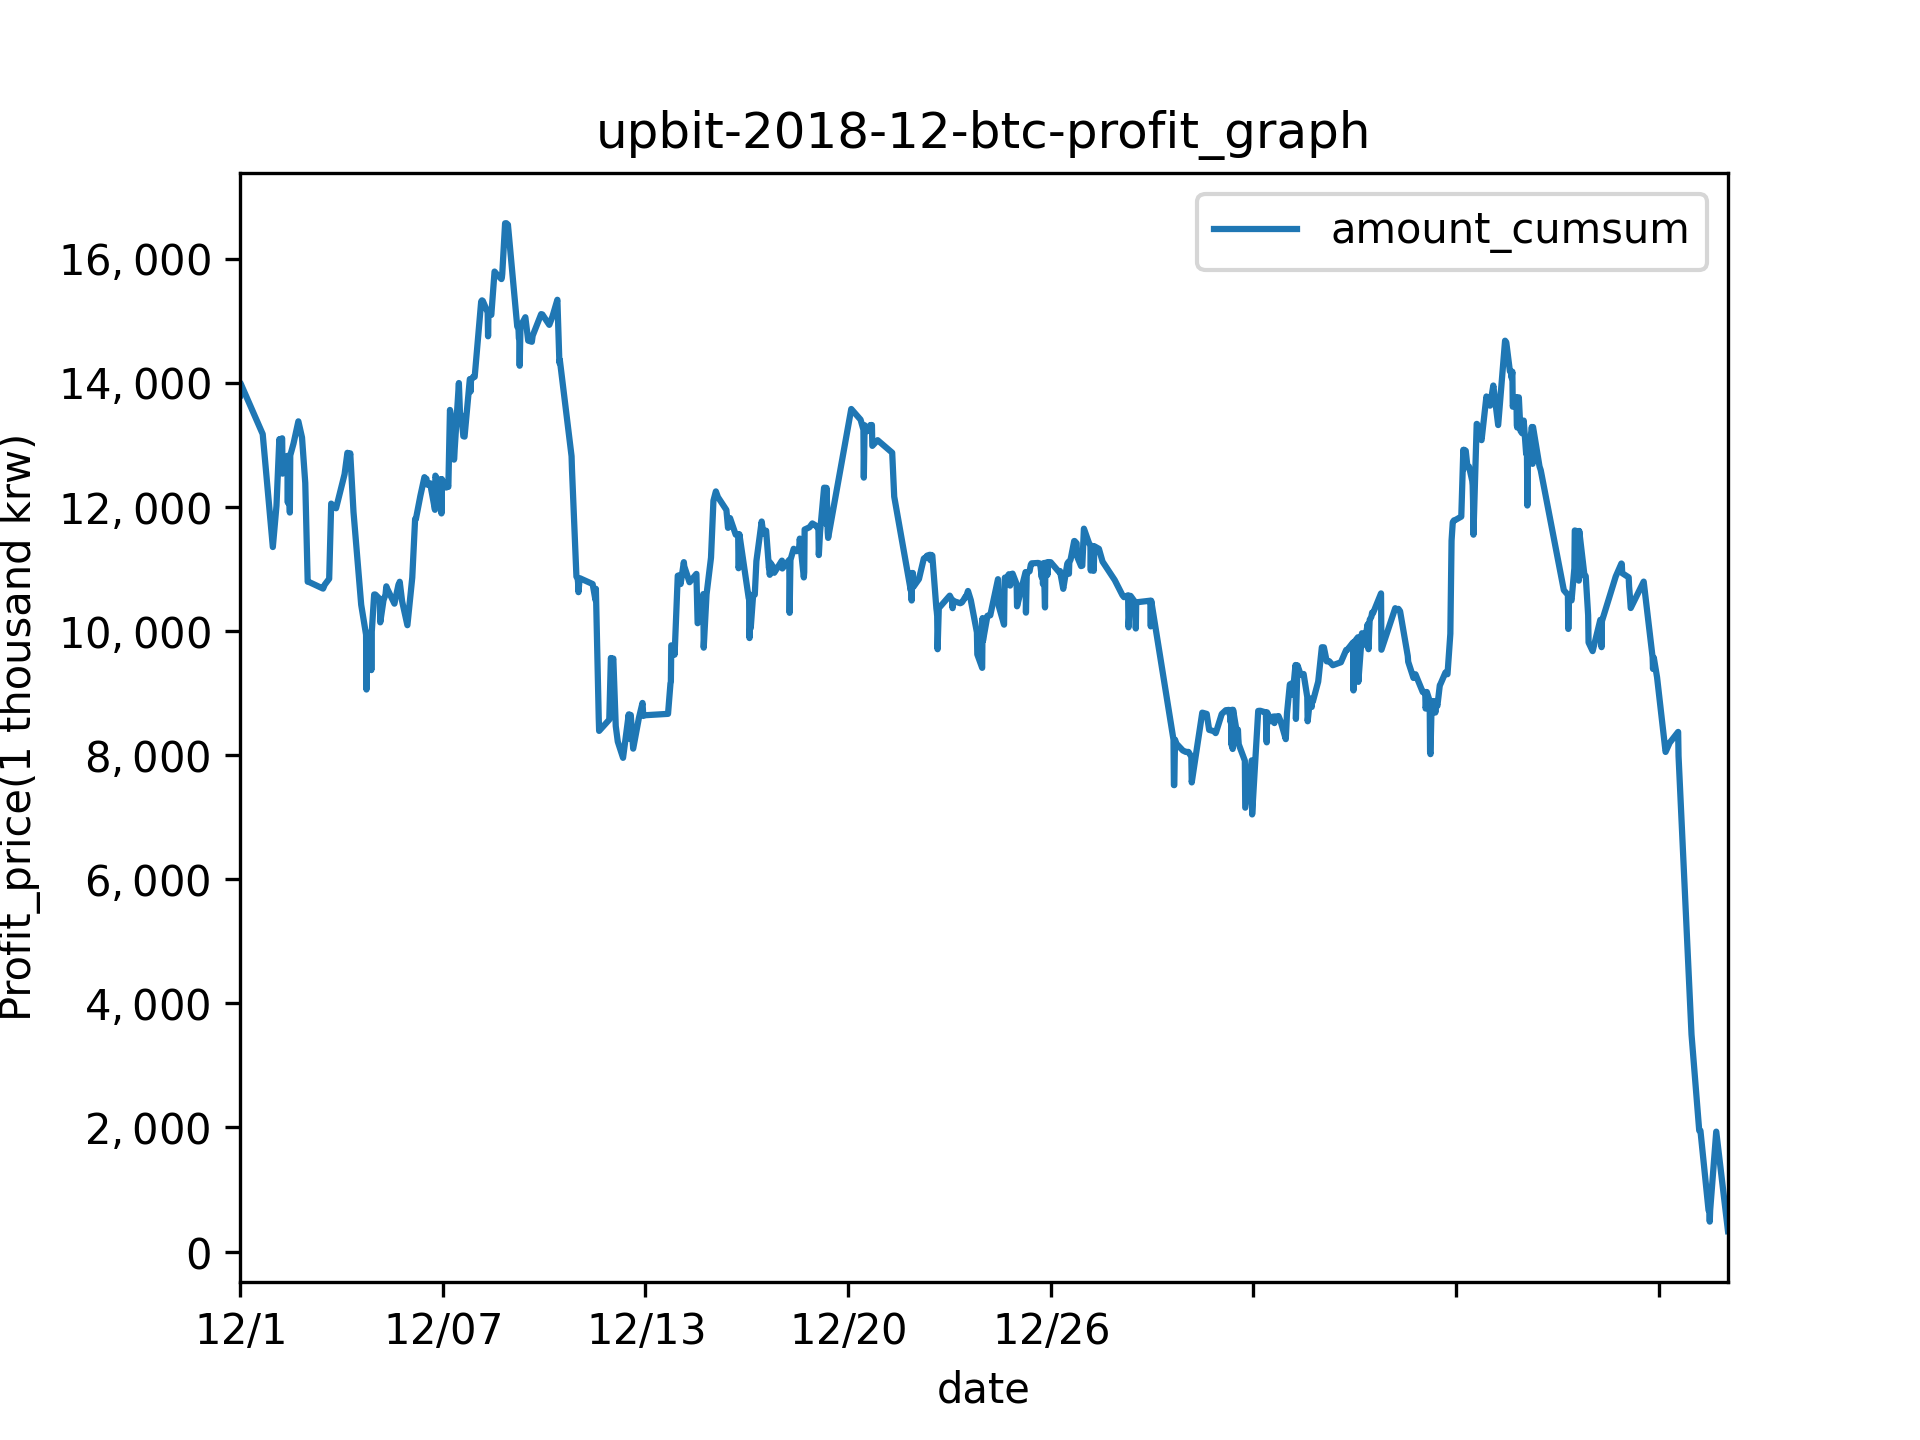 upbit-2018-12-btc-profit_graph
amount_cumsum
Profit_price(1 thousand krw)
16,000
14,000
12,000
10,000
8,000
6,000
4,000
2,000
0
12/1 12/07 12/13 12/20 12/26
date